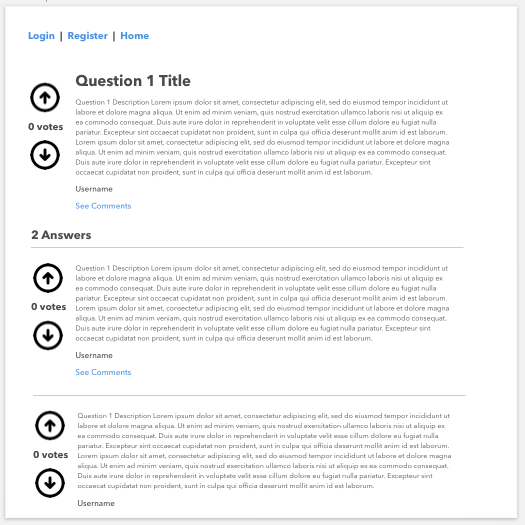 Login | Register | Home
Question 1 Title
Question 1 Description Lorem ipsum dolor sit amet, consectetur adipiscing elit, sed do eiusmod tempor incididunt ut
labore et dolore magna aliqua. Ut enim ad minim veniam, quis nostrud exercitation ullamco laboris nisi ut aliquip ex
ea commodo consequat. Duis aute irure dolor in reprehenderit in voluptate velit esse cillum dolore eu fugiat nulla
pariatur. Excepteur sint occaecat cupidatat non proident, sunt in culpa qui officia deserunt mollit anim id est laborum.
Lorem ipsum dolor sit amet, consectetur adipiscing elit, sed do eiusmod tempor incididunt ut labore et dolore magna
aliqua. Ut enim ad minim veniam, quis nostrud exercitation ullamco laboris nisi ut aliquip ex ea commodo consequat.
Duis aute irure dolor in reprehenderit in voluptate velit esse cillum dolore eu fugiat nulla pariatur. Excepteur sint
occaecat cupidatat non proident, sunt in culpa qui officia deserunt mollit anim id est laborum.
0 votes
Username
See Comments
2 Answers
Question 1 Description Lorem ipsum dolor sit amet, consectetur adipiscing elit, sed do eiusmod tempor incididunt ut
labore et dolore magna aliqua. Ut enim ad minim veniam, quis nostrud exercitation ullamco laboris nisi ut aliquip ex
ea commodo consequat. Duis aute irure dolor in reprehenderit in voluptate velit esse cillum dolore eu fugiat nulla
pariatur. Excepteur sint occaecat cupidatat non proident, sunt in culpa qui officia deserunt mollit anim id est laborum.
Lorem ipsum dolor sit amet, consectetur adipiscing elit, sed do eiusmod tempor incididunt ut labore et dolore magna
aliqua. Ut enim ad minim veniam, quis nostrud exercitation ullamco laboris nisi ut aliquip ex ea commodo consequat.
Duis aute irure dolor in reprehenderit in voluptate velit esse cillum dolore eu fugiat nulla pariatur. Excepteur sint
occaecat cupidatat non proident, sunt in culpa qui officia deserunt mollit anim id est laborum.
0 votes
Username
See Comments
Question 1 Description Lorem ipsum dolor sit amet, consectetur adipiscing elit, sed do eiusmod tempor incididunt ut
labore et dolore magna aliqua. Ut enim ad minim veniam, quis nostrud exercitation ullamco laboris nisi ut aliquip ex
ea commodo consequat. Duis aute irure dolor in reprehenderit in voluptate velit esse cillum dolore eu fugiat nulla
pariatur. Excepteur sint occaecat cupidatat non proident, sunt in culpa qui officia deserunt mollit anim id est laborum.
Lorem ipsum dolor sit amet, consectetur adipiscing elit, sed do eiusmod tempor incididunt ut labore et dolore magna
aliqua. Ut enim ad minim veniam, quis nostrud exercitation ullamco laboris nisi ut aliquip ex ea commodo consequat.
Duis aute irure dolor in reprehenderit in voluptate velit esse cillum dolore eu fugiat nulla pariatur. Excepteur sint
occaecat cupidatat non proident, sunt in culpa qui officia deserunt mollit anim id est laborum.
0 votes
Username